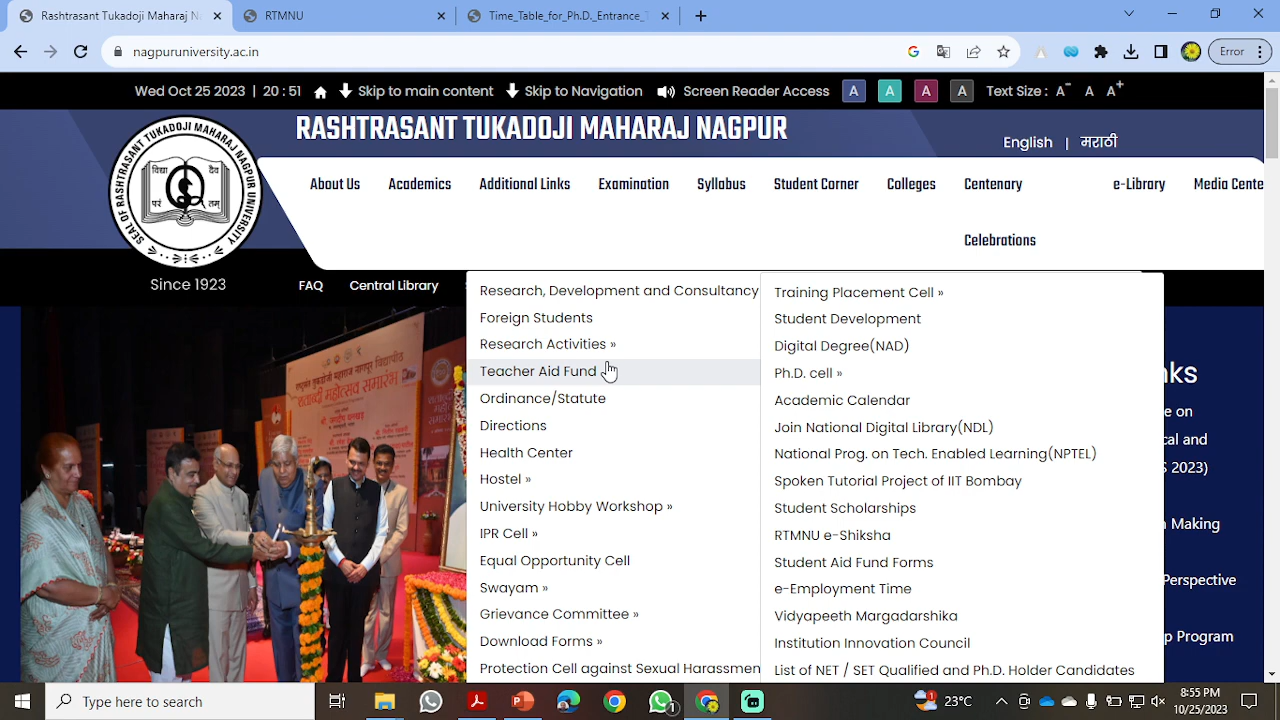 Rashtrasant Tukadoji Maharaj N
RTMNU
Time_Table_for_Ph.D._Entrance_T
nagpuruniversity.ac.in
Error
Wed Oct 25 2023 | 20 : 51
Skip to main content
Skip to Navigation
Screen Reader Access
A A A A
Text Size : A- A A+
RASHTRASANT TUKADOJI MAHARAJ NAGPUR
English | मराठी
SEAL OF RASHTRASANT TUKADOJI MAHARAJ NAGPUR UNIVERSITY
Since 1923
About Us
Academics
Additional Links
Examination
Syllabus
Student Corner
Colleges
Centenary
Celebrations
e-Library
Media Cente
FAQ
Central Library
Research, Development and Consultancy
Foreign Students
Research Activities »
Teacher Aid Fund
Ordinance/Statute
Directions
Health Center
Hostel »
University Hobby Workshop »
IPR Cell »
Equal Opportunity Cell
Swayam »
Grievance Committee »
Download Forms »
Protection Cell against Sexual Harassmen
Training Placement Cell »
Student Development
Digital Degree(NAD)
Ph.D. cell »
Academic Calendar
Join National Digital Library(NDL)
National Prog. on Tech. Enabled Learning(NPTEL)
Spoken Tutorial Project of IIT Bombay
Student Scholarships
RTMNU e-Shiksha
Student Aid Fund Forms
e-Employment Time
Vidyapeeth Margadarshika
Institution Innovation Council
List of NET / SET Qualified and Ph.D. Holder Candidates
nks
e on
cal and
S 2023)
n Making
Perspective
p Program
Type here to search
23°C
8:55 PM
10/25/2023